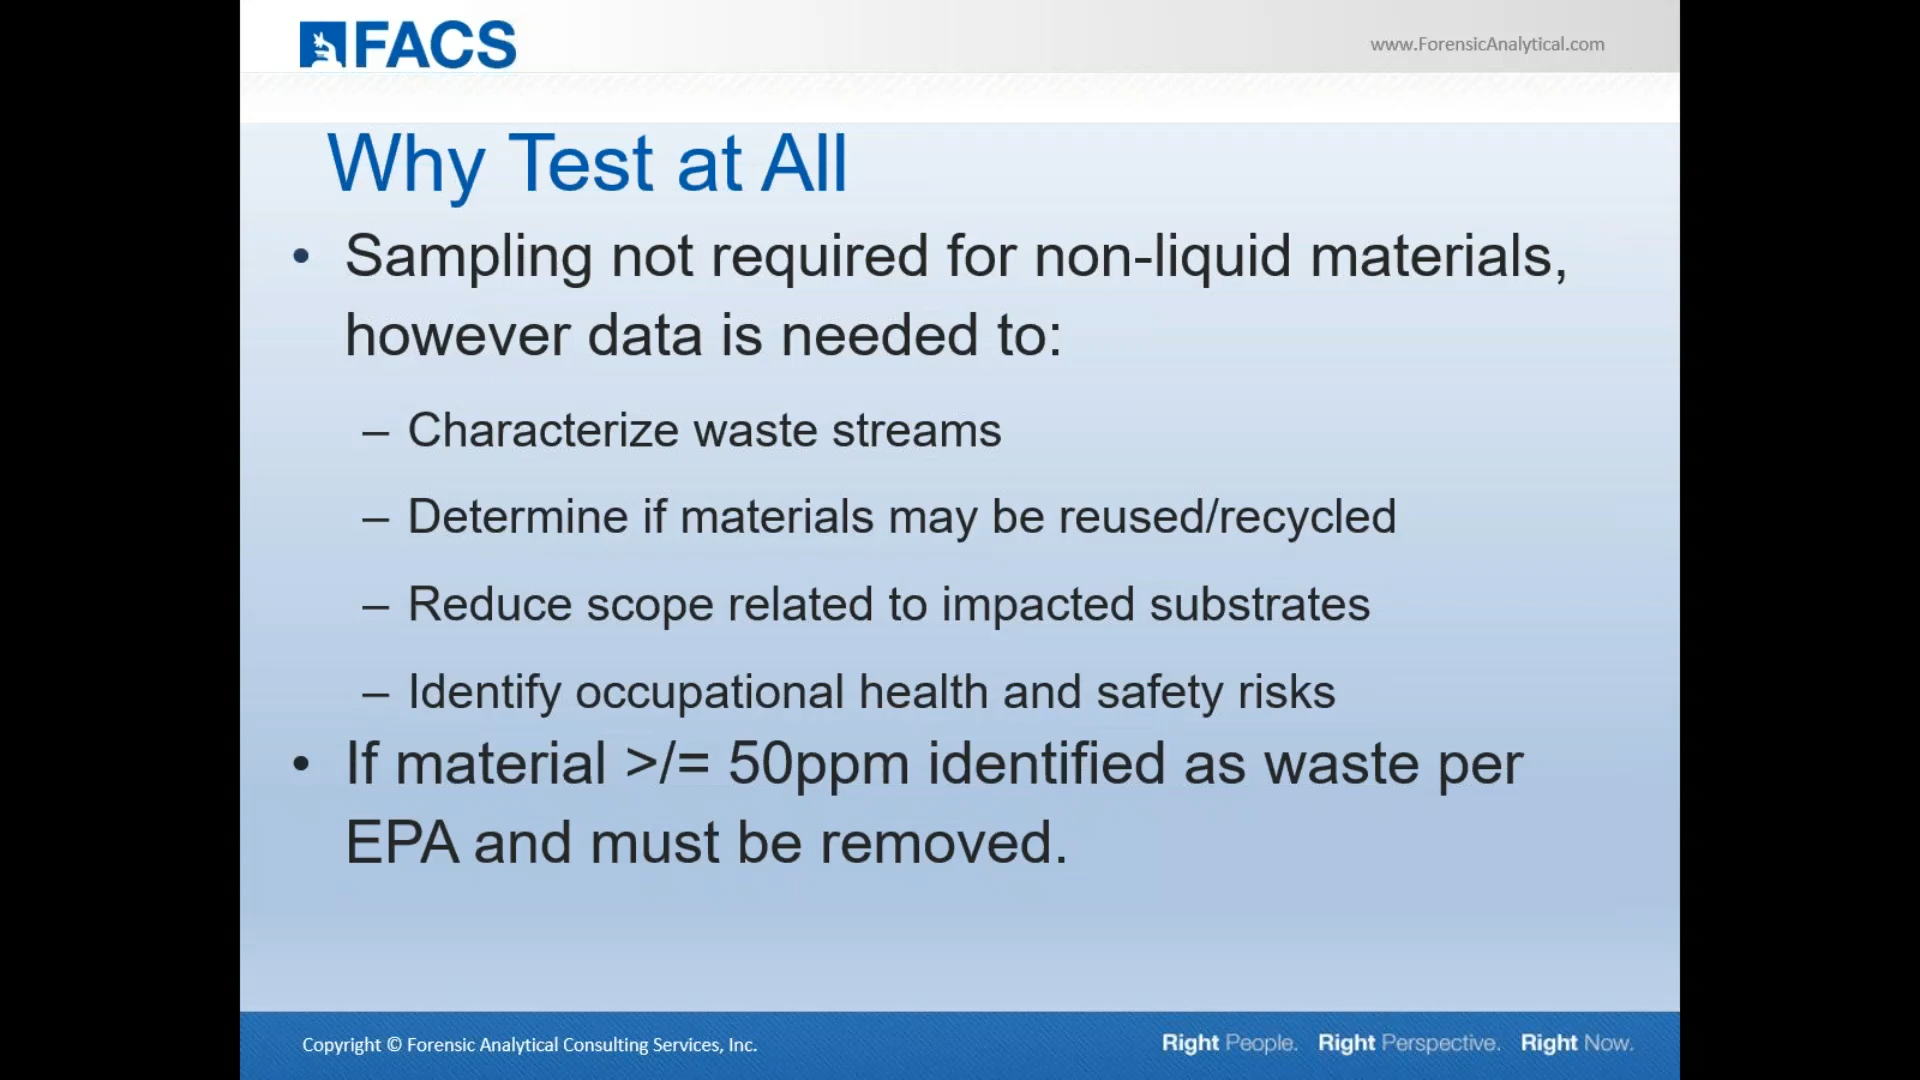 FACS
www.ForensicAnalytical.com
Why Test at All
• Sampling not required for non-liquid materials,
however data is needed to:
– Characterize waste streams
– Determine if materials may be reused/recycled
– Reduce scope related to impacted substrates
– Identify occupational health and safety risks
• If material >/= 50ppm identified as waste per
EPA and must be removed.
Copyright © Forensic Analytical Consulting Services, Inc.
Right People. Right Perspective. Right Now.